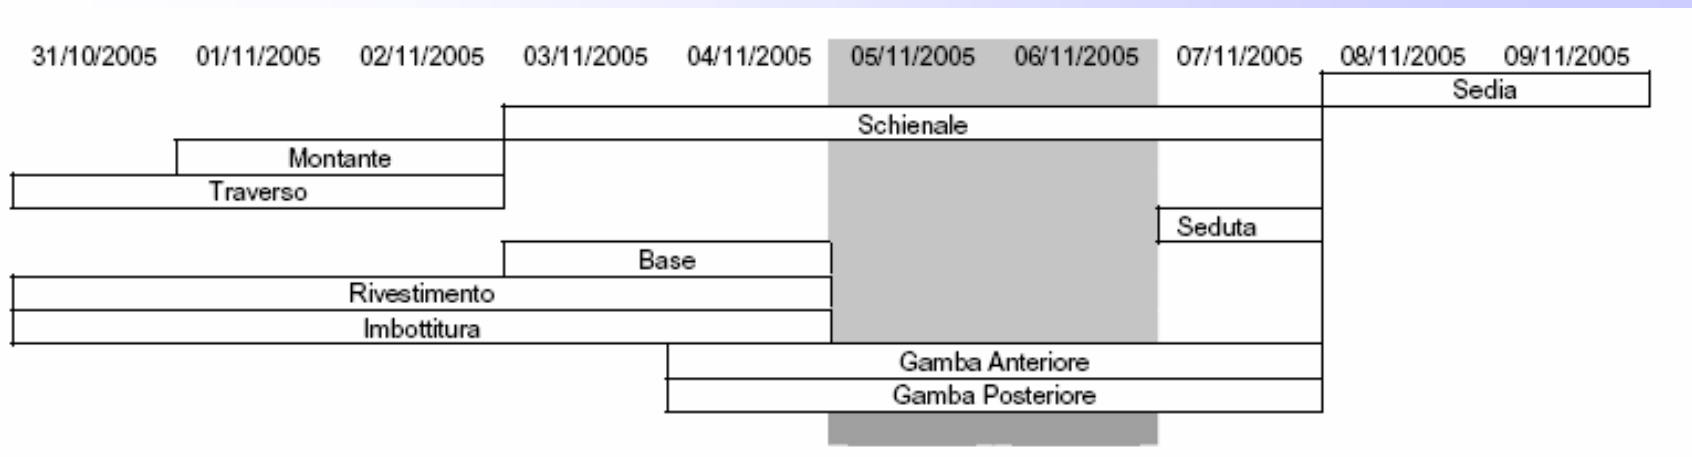 31/10/2005 01/11/2005 02/11/2005 03/11/2005 04/11/2005 05/11/2005 06/11/2005 07/11/2005 08/11/2005 09/11/2005
Sedia
Schienale
Montante
Traverso
Seduta
Base
Rivestimento
Imbottitura
Gamba Anteriore
Gamba Posteriore